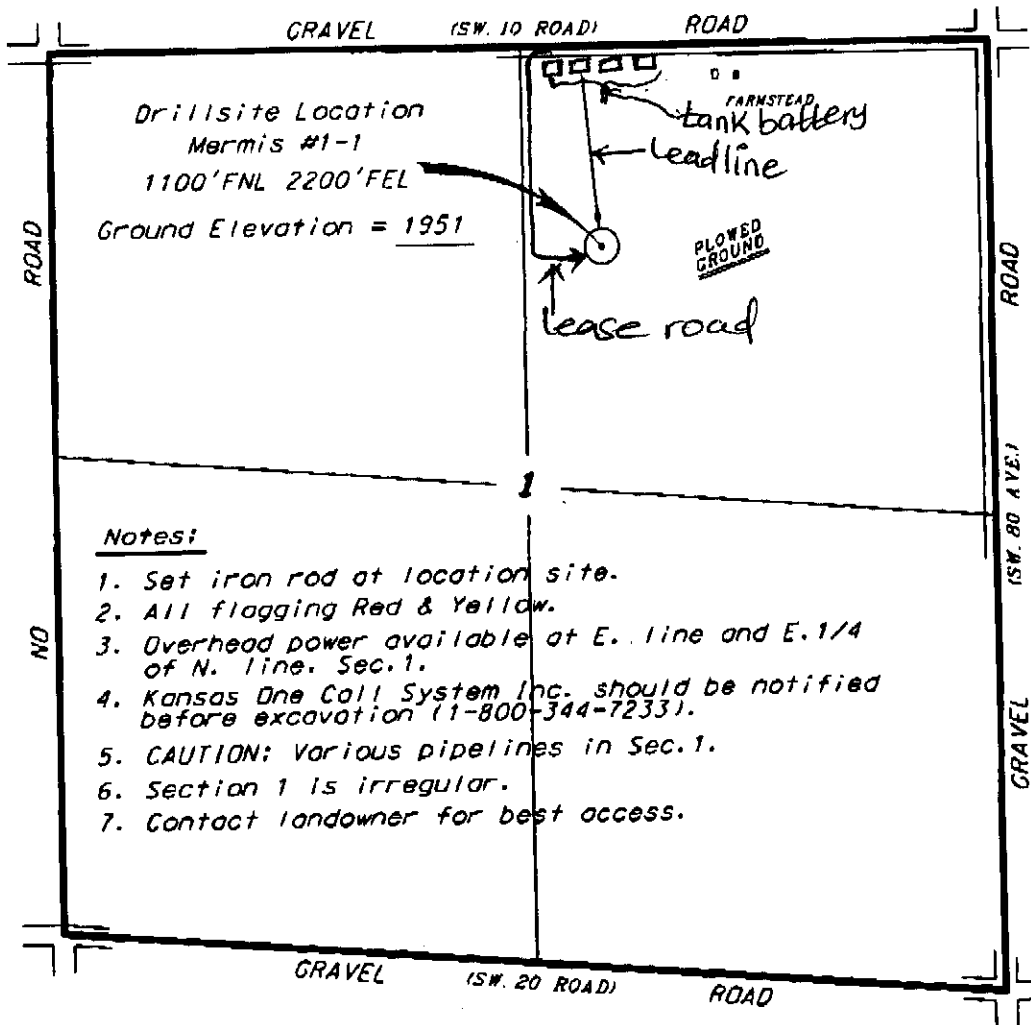 GRAVEL (SW. 10 ROAD) ROAD
Drillsite Location
Mermis #1-1
1100'FNL 2200'FEL
Ground Elevation = 1951
FARMSTEAD
tank battery
Leadline
PLOWED
GROUND
lease road
ROAD
NO
ROAD
(SW. 80 AVE.)
GRAVEL
1
Notes:
1. Set iron rod at location site.
2. All flagging Red & Yellow.
3. Overhead power available at E. line and E.1/4
of N. line. Sec.1.
4. Kansas One Call System Inc. should be notified
before excavation (1-800-344-7233).
5. CAUTION: Various pipelines in Sec.1.
6. Section 1 is irregular.
7. Contact landowner for best access.
GRAVEL (SW. 20 ROAD) ROAD